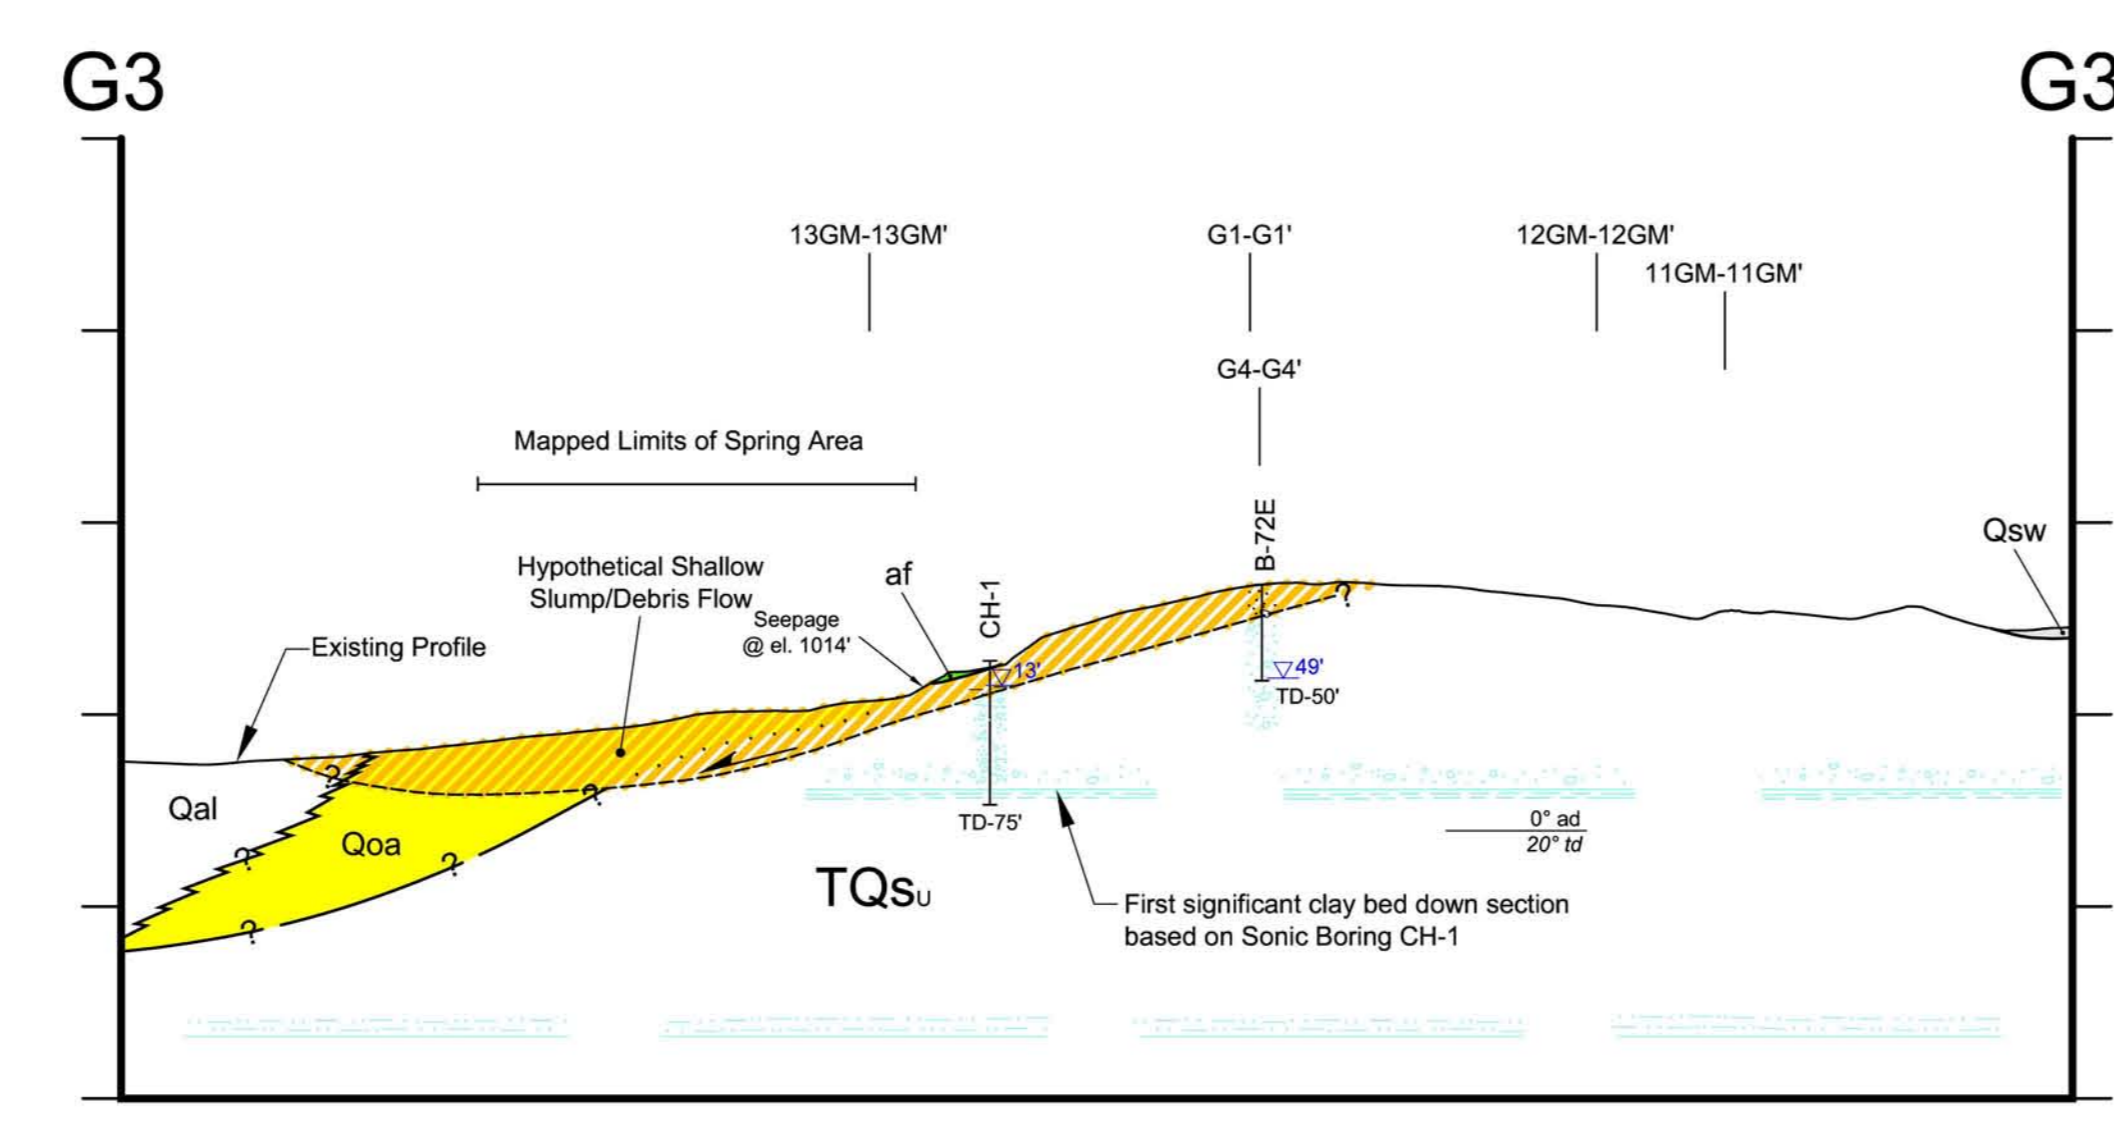 G3
G3
13GM-13GM'
G1-G1'
12GM-12GM'
11GM-11GM'
G4-G4'
Mapped Limits of Spring Area
B-72E
Qsw
Hypothetical Shallow
Slump/Debris Flow
af
CH-1
Seepage
@ el. 1014'
Existing Profile
13'
49'
TD-50'
?
?
?
Qal
Qoa
?
?
?
TD-75'
0° ad
20° td
TQsU
First significant clay bed down section
based on Sonic Boring CH-1